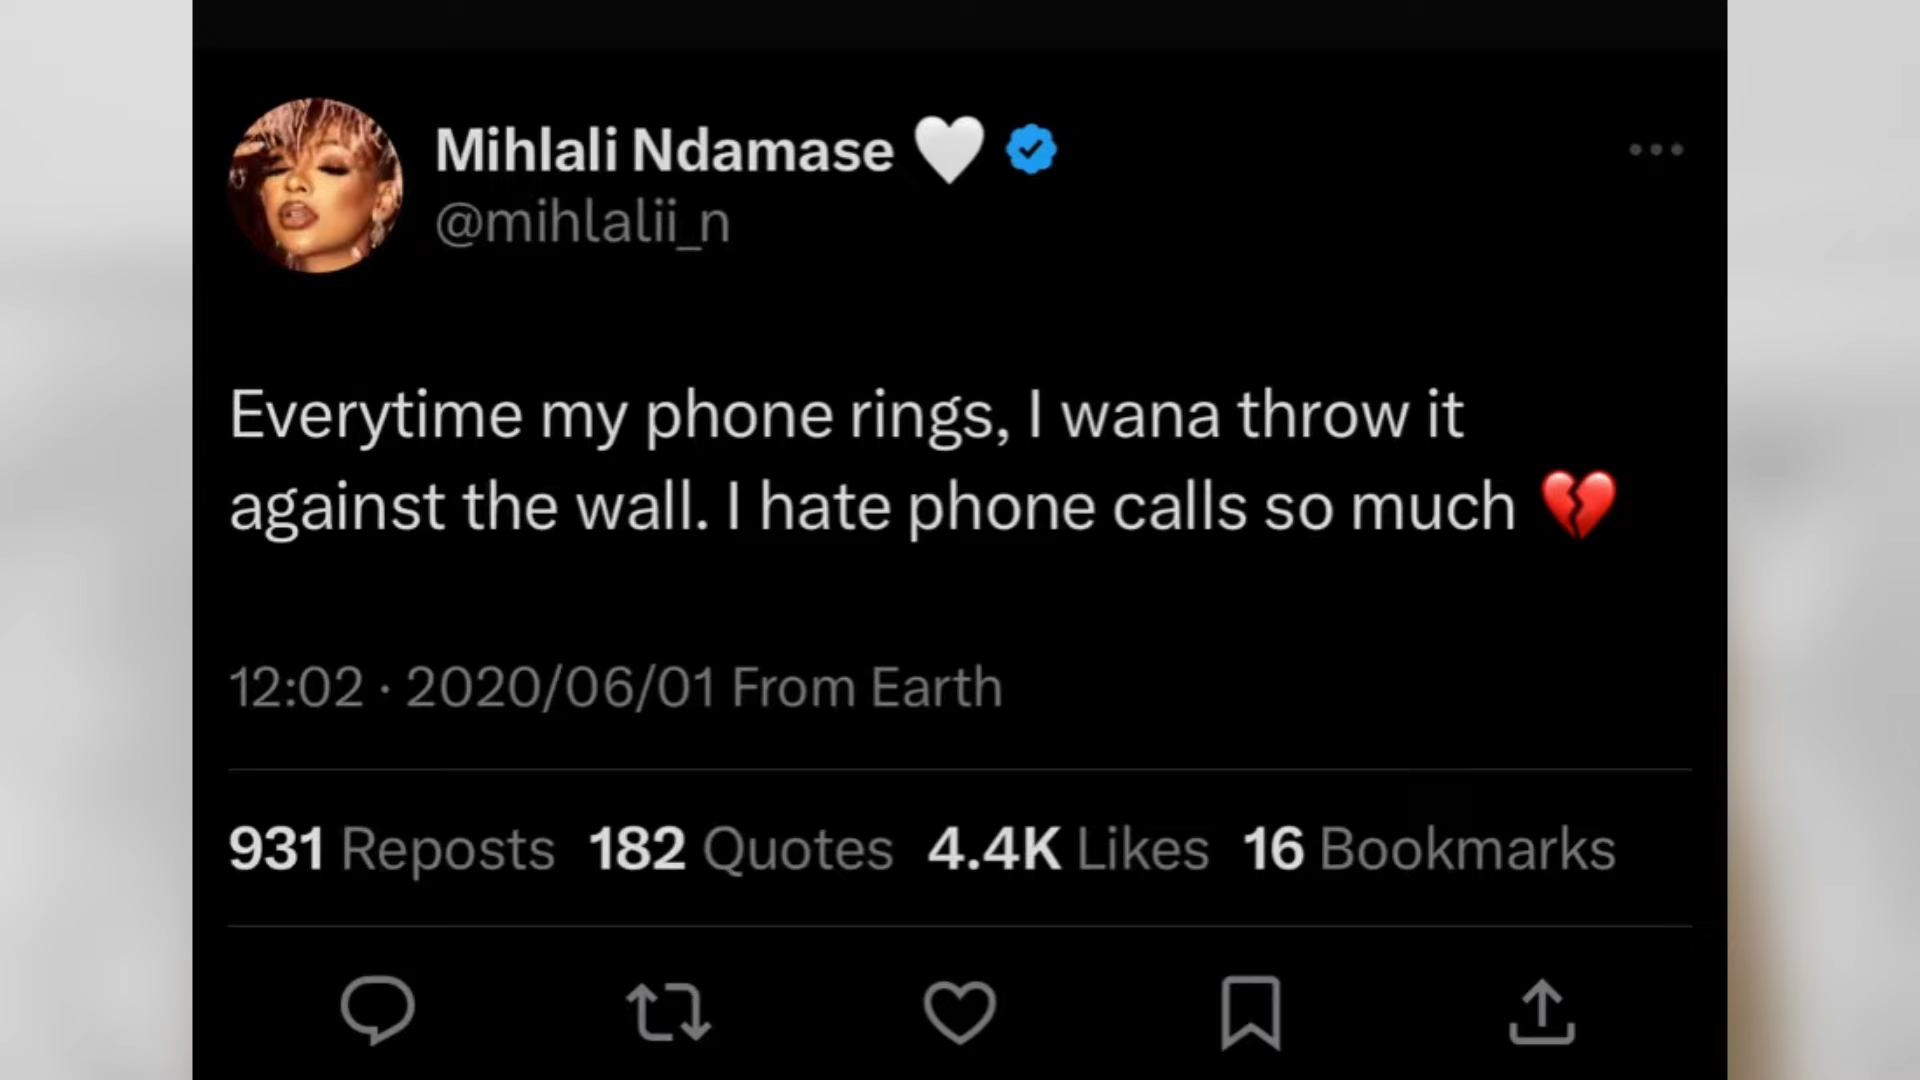 Mihlali Ndamase 🤍
@mihlalii_n
Everytime my phone rings, I wana throw it
against the wall. I hate phone calls so much 💔
12:02 · 2020/06/01 From Earth
931 Reposts 182 Quotes 4.4K Likes 16 Bookmarks